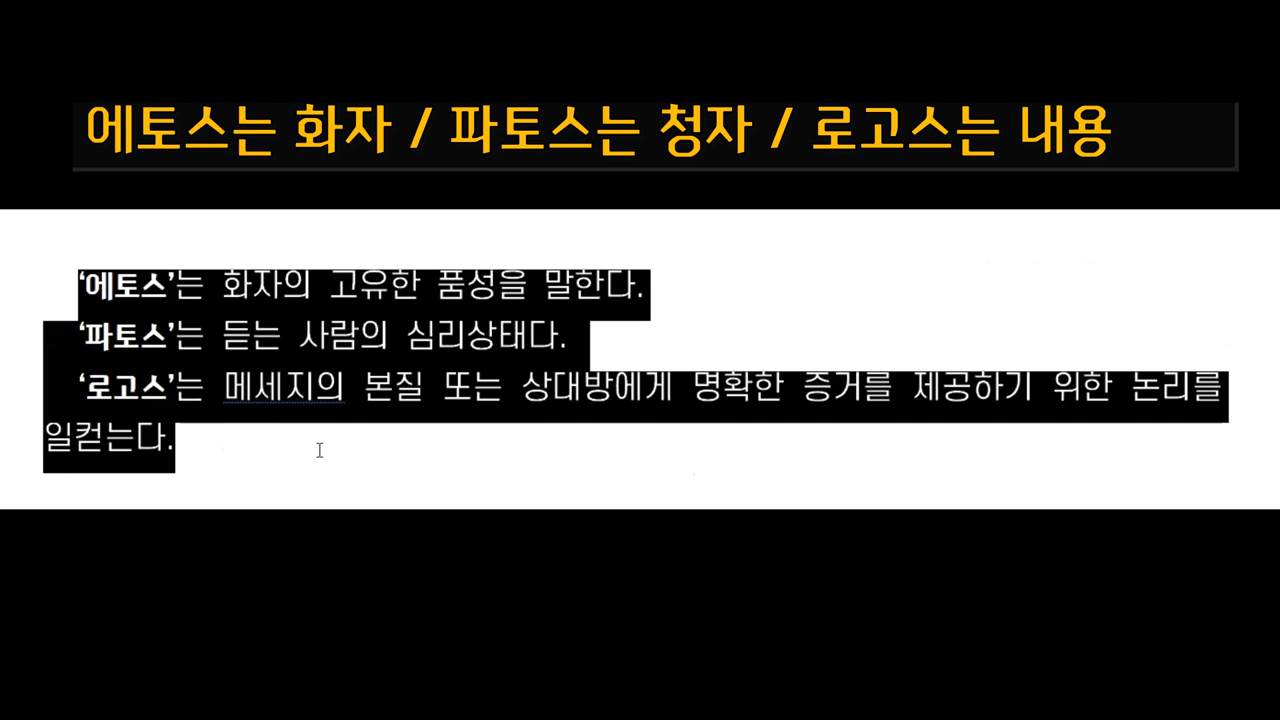 에토스는 화자 / 파토스는 청자 / 로고스는 내용
‘에토스’는 화자의 고유한 품성을 말한다.
‘파토스’는 듣는 사람의 심리상태다.
‘로고스’는 메세지의 본질 또는 상대방에게 명확한 증거를 제공하기 위한 논리를
일컫는다.